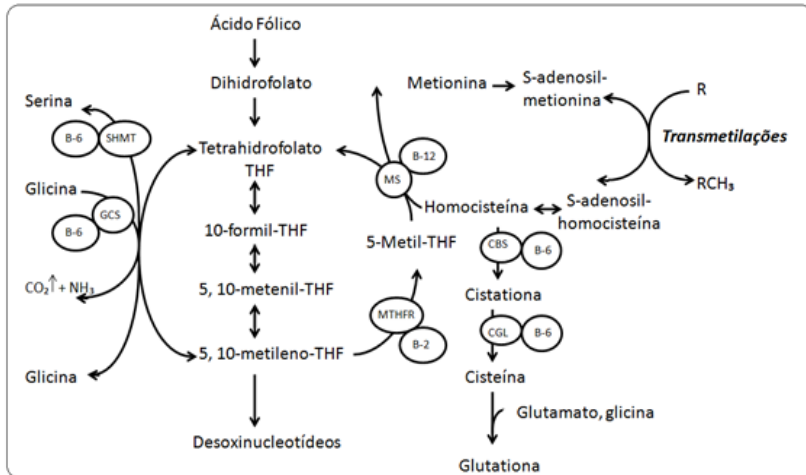 Ácido Fólico
Dihidrofolato
Metionina
S-adenosil-
metionina
R
Serina
B-6
SHMT
Tetrahidrofolato
THF
B-12
MS
Transmetilações
Glicina
GCS
B-6
Homocisteína
S-adenosil-
homocisteína
RCH₃
10-formil-THF
5-Metil-THF
CBS
B-6
CO₂↑ + NH₃
5, 10-metenil-THF
Cistationa
MTHFR
B-2
CGL
B-6
Glicina
5, 10-metileno-THF
Cisteína
Glutamato, glicina
Desoxinucleotídeos
Glutationa